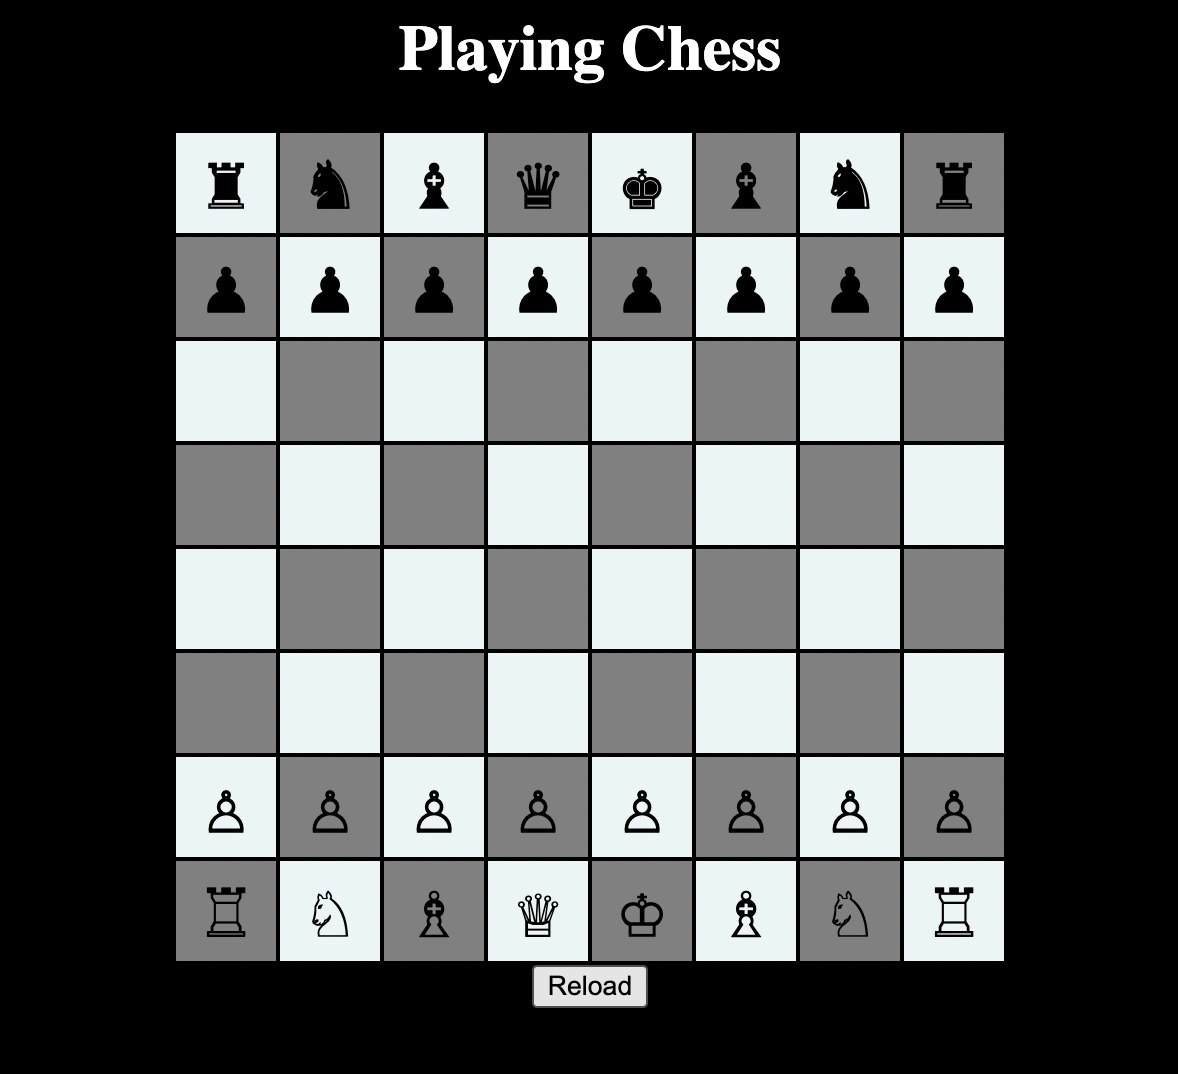 Playing Chess
♜♞♝♛♚♝♞♜
♟♟♟♟♟♟♟♟
♙♙♙♙♙♙♙♙
♖♘♗♕♔♗♘♖
Reload